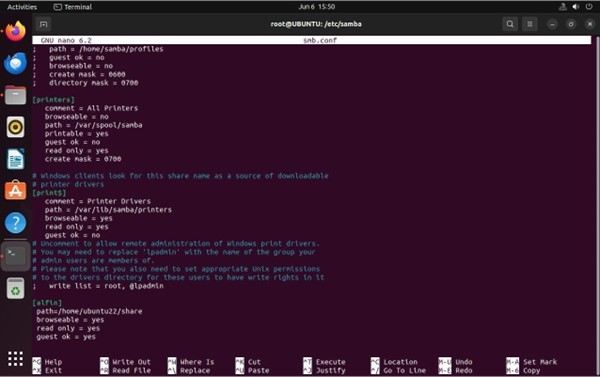 Activities
Terminal
Jun 6 15:50
root@UBUNTU: /etc/samba
GNU nano 6.2
smb.conf
;   path = /home/samba/profiles
;   guest ok = no
;   browseable = no
;   create mask = 0600
;   directory mask = 0700
[printers]
comment = All Printers
browseable = no
path = /var/spool/samba
printable = yes
guest ok = no
read only = yes
create mask = 0700
# Windows clients look for this share name as a source of downloadable
# printer drivers
[print$]
comment = Printer Drivers
path = /var/lib/samba/printers
browseable = yes
read only = yes
guest ok = no
# Uncomment to allow remote administration of Windows print drivers.
# You may need to replace 'lpadmin' with the name of the group your
# admin users are members of.
# Please note that you also need to set appropriate Unix permissions
# to the drivers directory for these users to have write rights in it
;   write list = root, @lpadmin
[alfin]
path=/home/ubuntu22/share
browseable = yes
read only = yes
guest ok = yes
^G Help ^O Write Out ^W Where Is ^K Cut ^T Execute ^C Location M-U Undo M-A Set Mark
^X Exit ^R Read File ^\ Replace ^U Paste ^J Justify ^/ Go To Line M-E Redo M-6 Copy